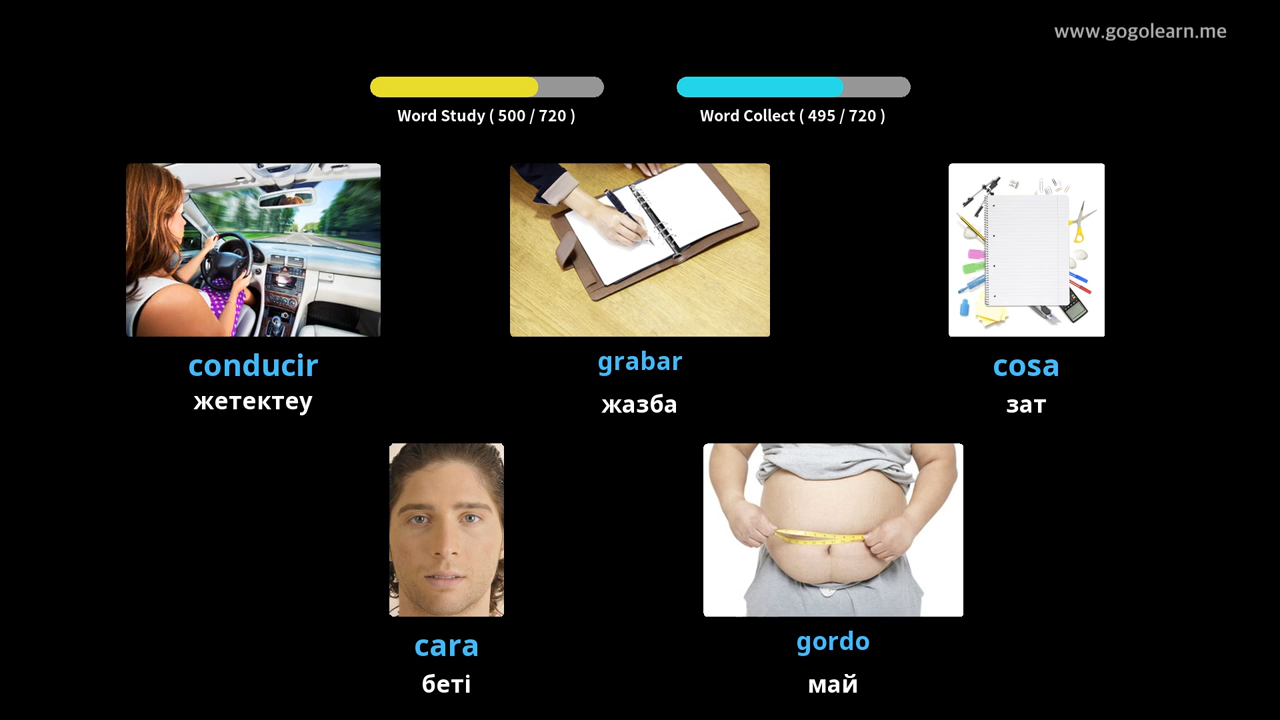 www.gogolearn.me
Word Study ( 500 / 720 )
Word Collect ( 495 / 720 )
conducir
жетектеу
grabar
жазба
cosa
зат
cara
беті
gordo
май